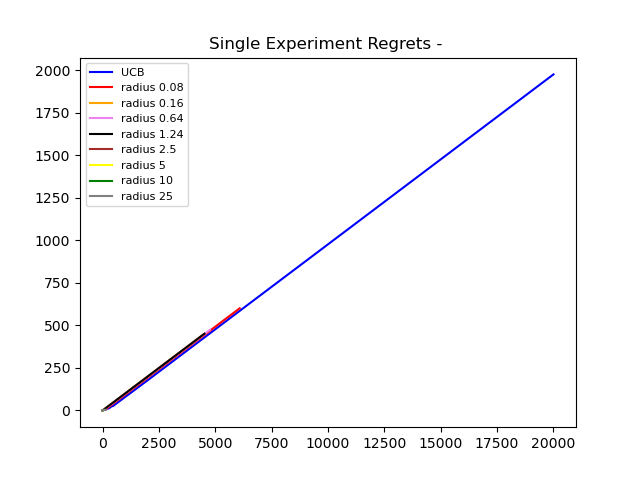 Single Experiment Regrets -
2000
1750
1500
1250
1000
750
500
250
0
UCB
radius 0.08
radius 0.16
radius 0.64
radius 1.24
radius 2.5
radius 5
radius 10
radius 25
0 2500 5000 7500 10000 12500 15000 17500 20000